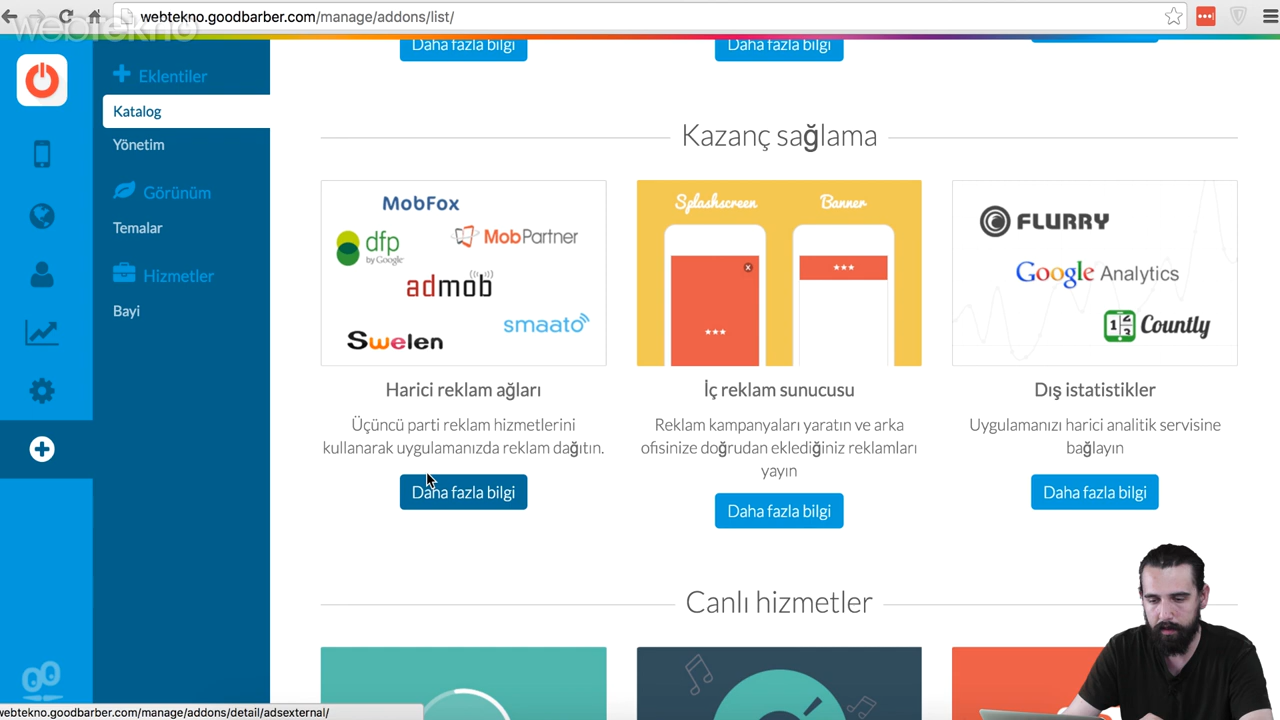 webtekno.goodbarber.com/manage/addons/list/
webtekno
Eklentiler
Katalog
Yönetim
Görünüm
Temalar
Hizmetler
Bayi
Daha fazla bilgi
Daha fazla bilgi
Kazanç sağlama
MobFox
dfp
by Google
MobPartner
admob
smaato
Swelen
Harici reklam ağları
Üçüncü parti reklam hizmetlerini
kullanarak uygulamanızda reklam dağıtın.
Daha fazla bilgi
Splashscreen
Banner
İç reklam sunucusu
Reklam kampanyaları yaratın ve arka
ofisinize doğrudan eklediğiniz reklamları
yayın
Daha fazla bilgi
FLURRY
Google Analytics
Countly
Dış istatistikler
Uygulamanızı harici analitik servisine
bağlayın
Daha fazla bilgi
Canlı hizmetler
webtekno.goodbarber.com/manage/addons/detail/adsexternal/